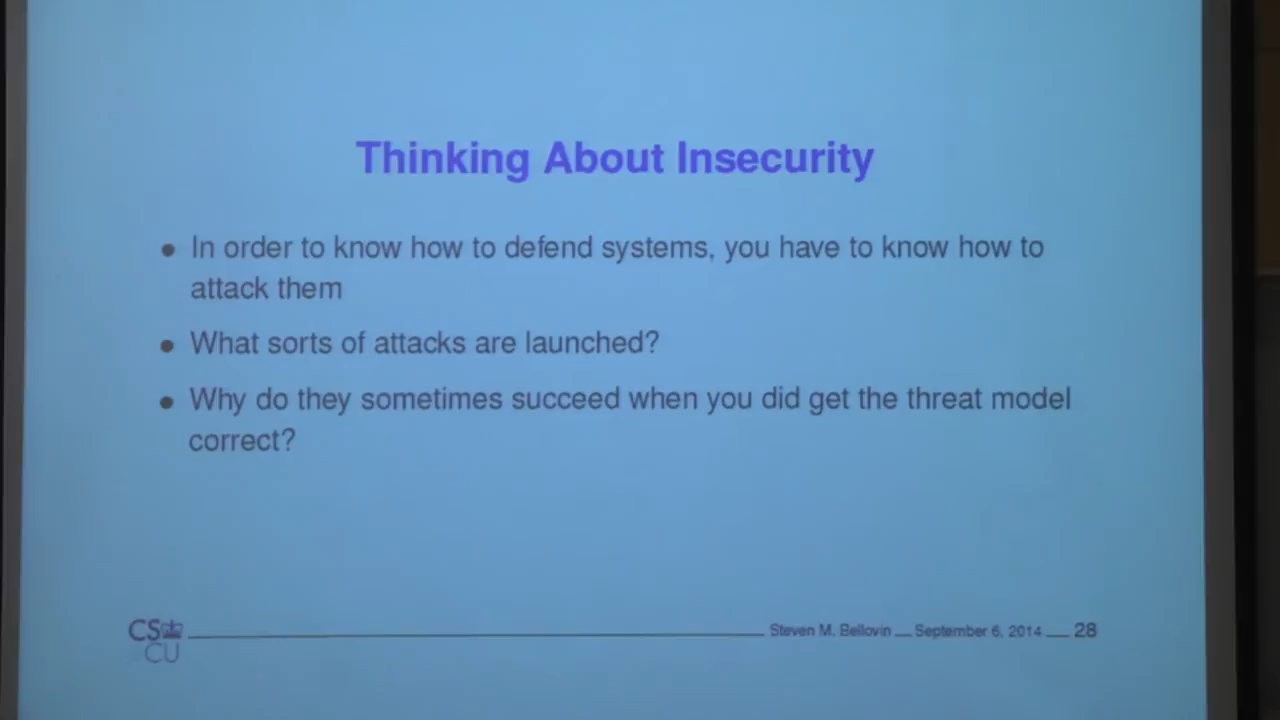 Thinking About Insecurity
• In order to know how to defend systems, you have to know how to
attack them
• What sorts of attacks are launched?
• Why do they sometimes succeed when you did get the threat model
correct?
CS
CU
Steven M. Bellovin __ September 6, 2014 __ 28